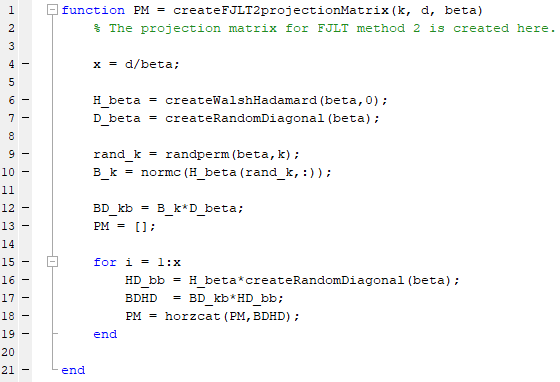 1 function PM = createFJLT2projectionMatrix(k, d, beta)
2 % The projection matrix for FJLT method 2 is created here.
3
4 x = d/beta;
5
6 H_beta = createWalshHadamard(beta,0);
7 D_beta = createRandomDiagonal(beta);
8
9 rand_k = randperm(beta,k);
10 B_k = normc(H_beta(rand_k,:));
11
12 BD_kb = B_k*D_beta;
13 PM = [];
14
15 for i = 1:x
16 HD_bb = H_beta*createRandomDiagonal(beta);
17 BDHD  = BD_kb*HD_bb;
18 PM = horzcat(PM,BDHD);
19 end
20
21 end